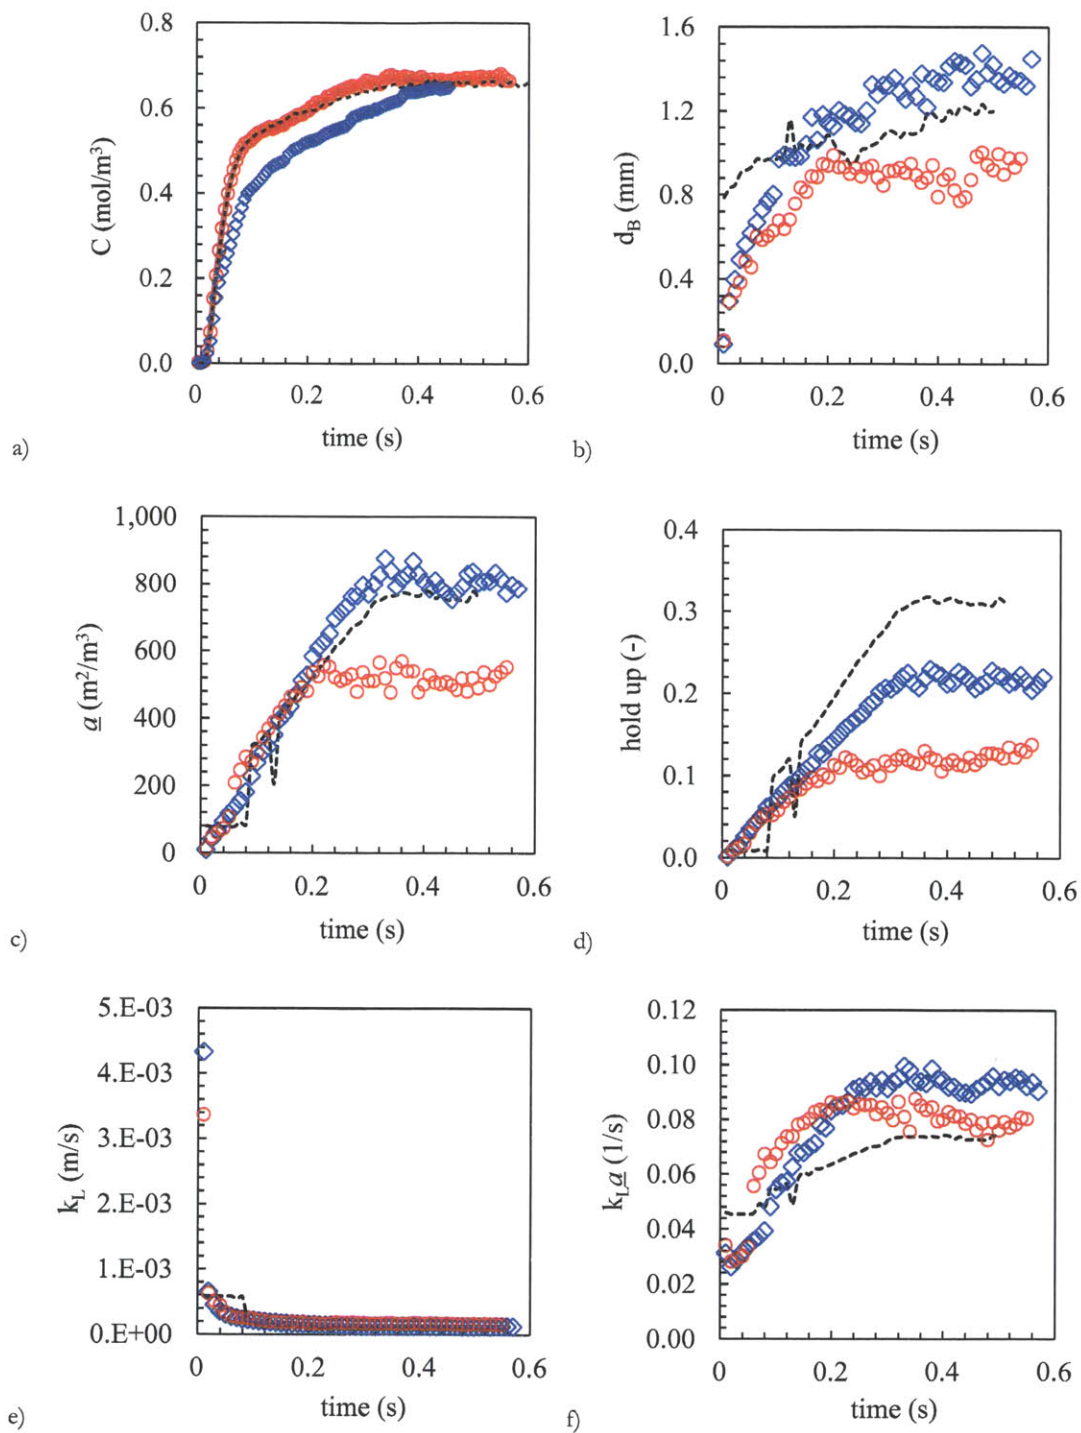 0.8
0.6
0.4
0.2
0.0
C (mol/m³)
0 0.2 0.4 0.6
time (s)
a)
1.6
1.2
0.8
0.4
0.0
d_B (mm)
0 0.2 0.4 0.6
time (s)
b)
1,000
800
600
400
200
0
a (m²/m³)
0 0.2 0.4 0.6
time (s)
c)
0.4
0.3
0.2
0.1
0.0
hold up (-)
0 0.2 0.4 0.6
time (s)
d)
5.E-03
4.E-03
3.E-03
2.E-03
1.E-03
0.E+00
k_L (m/s)
0 0.2 0.4 0.6
time (s)
e)
0.12
0.10
0.08
0.06
0.04
0.02
0.00
k_La (1/s)
0 0.2 0.4 0.6
time (s)
f)